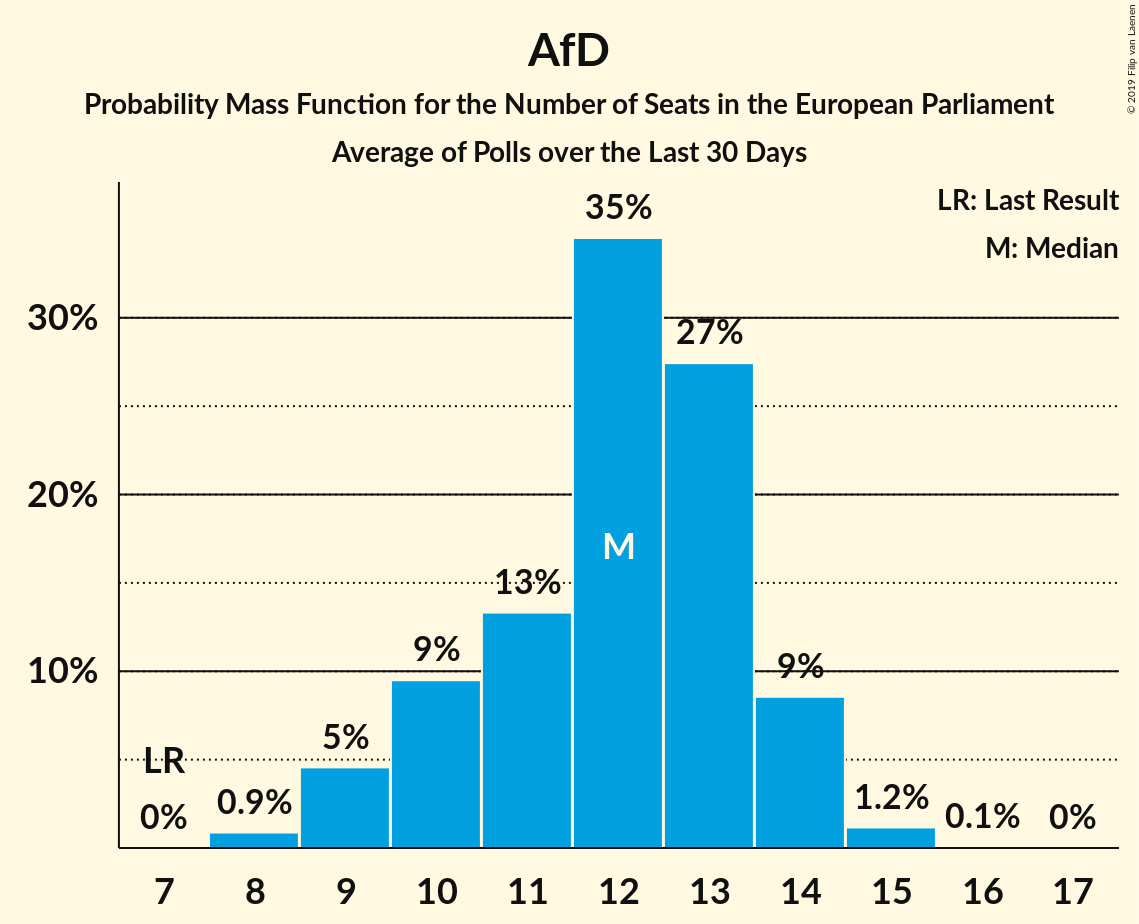 AfD
Probability Mass Function for the Number of Seats in the European Parliament
Average of Polls over the Last 30 Days
© 2019 Filip van Laenen
LR: Last Result
M: Median
35%
30%
27%
20%
M
13%
9%
10%
9%
5%
LR
0%
0.9%
1.2%
0.1%
0%
7 8 9 10 11 12 13 14 15 16 17